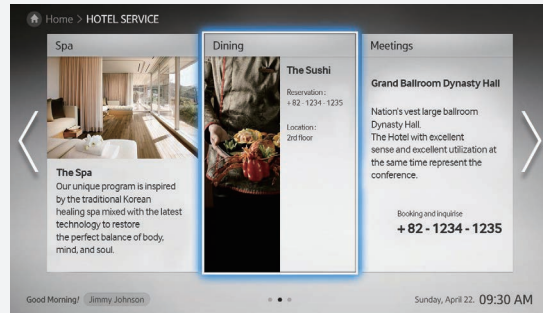 Home > HOTEL SERVICE
Spa
The Spa
Our unique program is inspired
by the traditional Korean
healing spa mixed with the latest
technology to restore
the perfect balance of body,
mind, and soul.
Dining
The Sushi
Reservation :
+ 82 - 1234 - 1235
Location :
2rd floor
Meetings
Grand Ballroom Dynasty Hall
Nation's vest large ballroom
Dynasty Hall.
The Hotel with excellent
sense and excellent utilization at
the same time represent the
conference.
Booking and inquirise
+ 82 - 1234 - 1235
Good Morning! Jimmy Johnson
Sunday, April 22. 09:30 AM